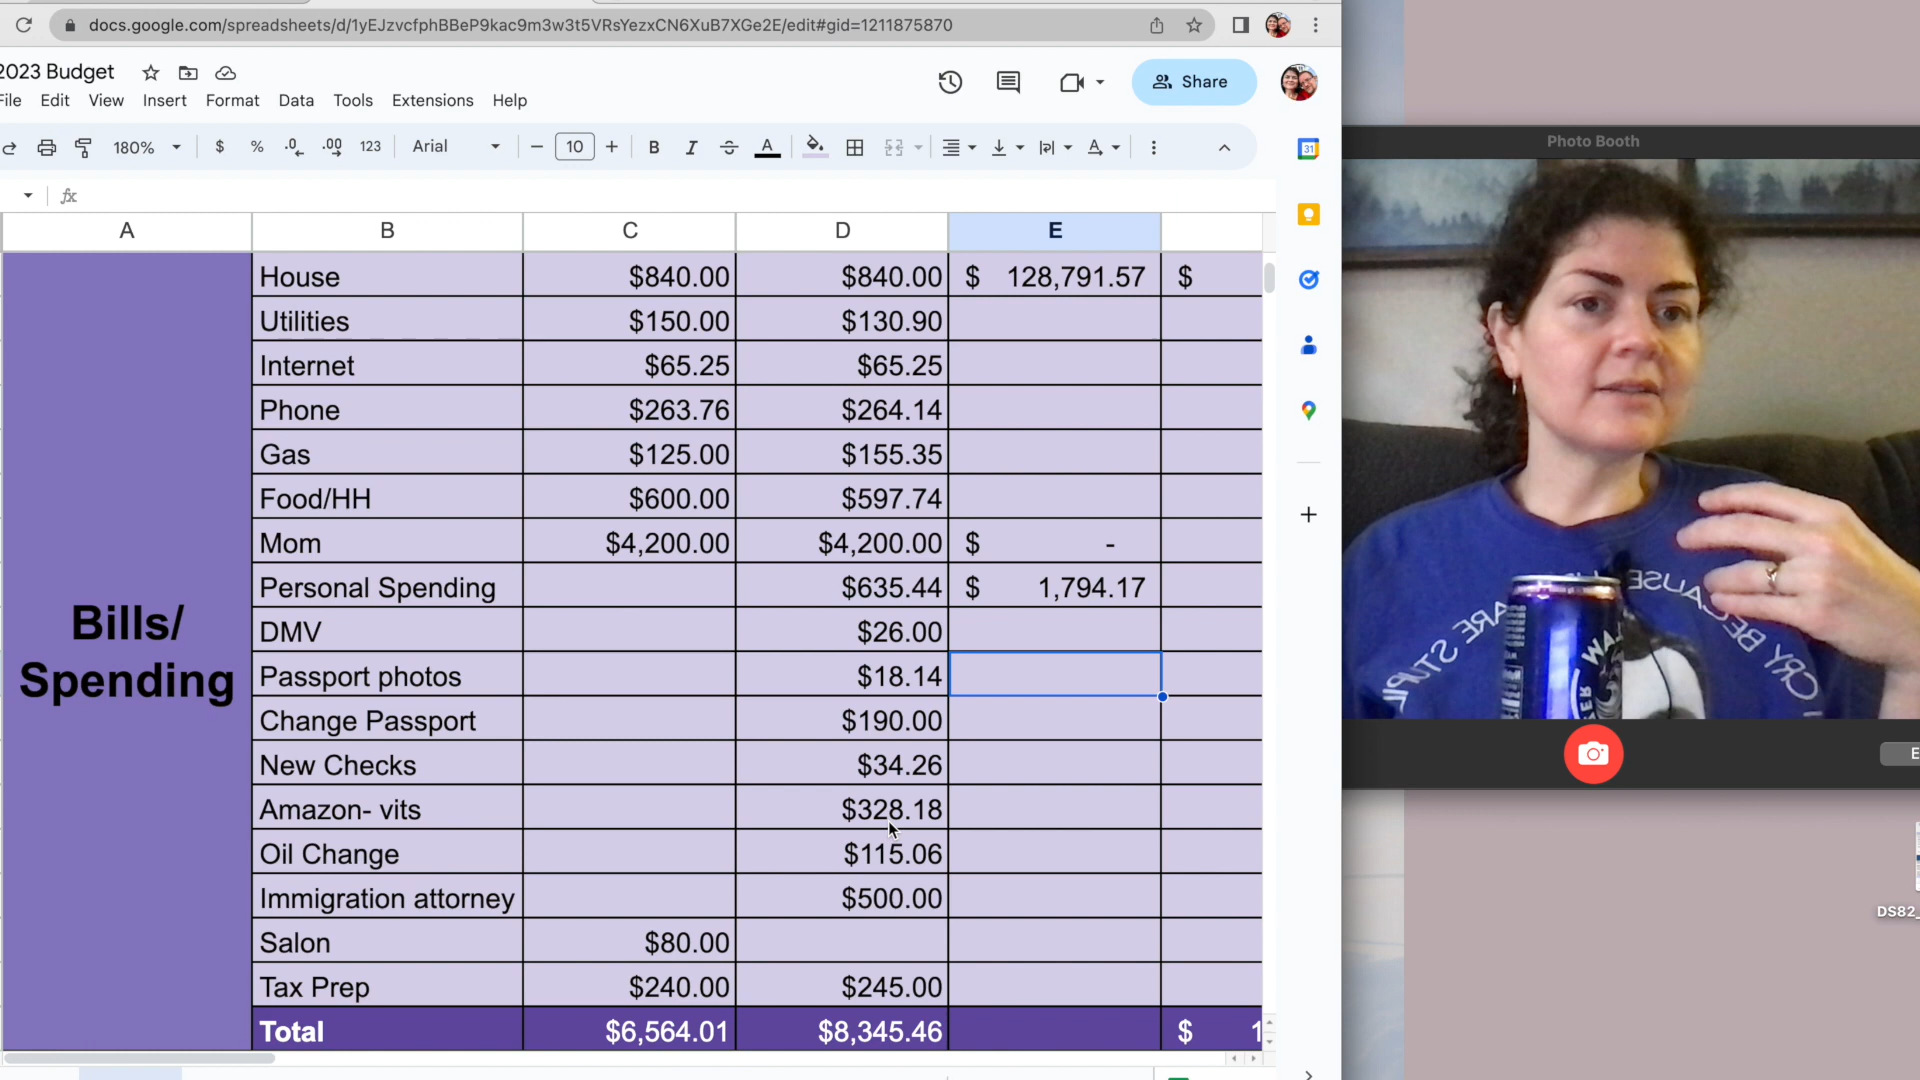 docs.google.com/spreadsheets/d/1yEJzvcfphBBeP9kac9m3w3t5VRsYezxCN6XuB7XGe2E/edit#gid=1211875870
2023 Budget
File Edit View Insert Format Data Tools Extensions Help
Share
180% $ % .0 .00 123 Arial 10 B I A A
fx
31
A B C D E
House $840.00 $840.00 $ 128,791.57 $
Utilities $150.00 $130.90
Internet $65.25 $65.25
Phone $263.76 $264.14
Gas $125.00 $155.35
Food/HH $600.00 $597.74
Mom $4,200.00 $4,200.00 $ -
Personal Spending $635.44 $ 1,794.17
DMV $26.00
Bills/
Spending
Passport photos $18.14
Change Passport $190.00
New Checks $34.26
Amazon- vits $328.18
Oil Change $115.06
Immigration attorney $500.00
Salon $80.00
Tax Prep $240.00 $245.00
Total $6,564.01 $8,345.46 $ 1
Photo Booth
CRY BECAUSE
ARE
E
DS82_